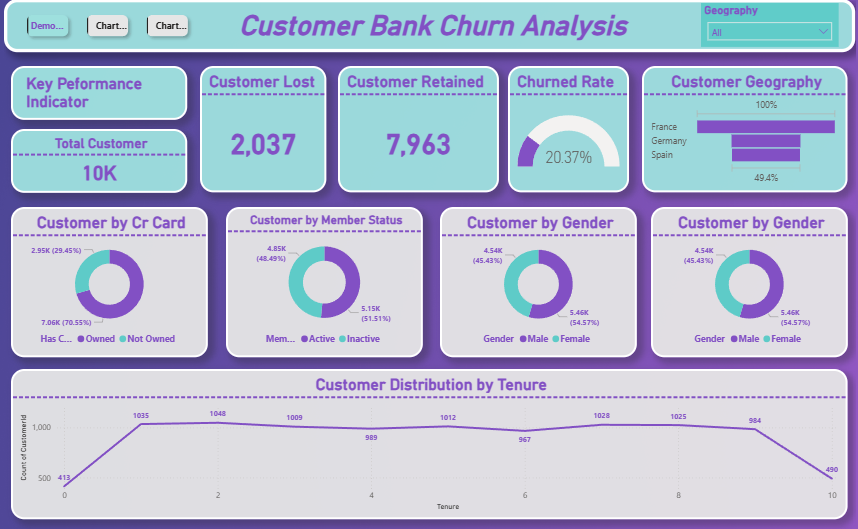 Demo...
Chart...
Chart...
Customer Bank Churn Analysis
Geography
All
Key Peformance
Indicator
Total Customer
10K
Customer Lost
2,037
Customer Retained
7,963
Churned Rate
20.37%
Customer Geography
100%
France
Germany
Spain
49.4%
Customer by Cr Card
2.95K (29.45%)
7.06K (70.55%)
Has C... Owned Not Owned
Customer by Member Status
4.85K
(48.49%)
5.15K
(51.51%)
Mem... Active Inactive
Customer by Gender
4.54K
(45.43%)
5.46K
(54.57%)
Gender Male Female
Customer by Gender
4.54K
(45.43%)
5.46K
(54.57%)
Gender Male Female
Customer Distribution by Tenure
Count of CustomerId
1,000
500
413
1035
1048
1009
989
1012
967
1028
1025
984
490
0 2 4 6 8 10
Tenure